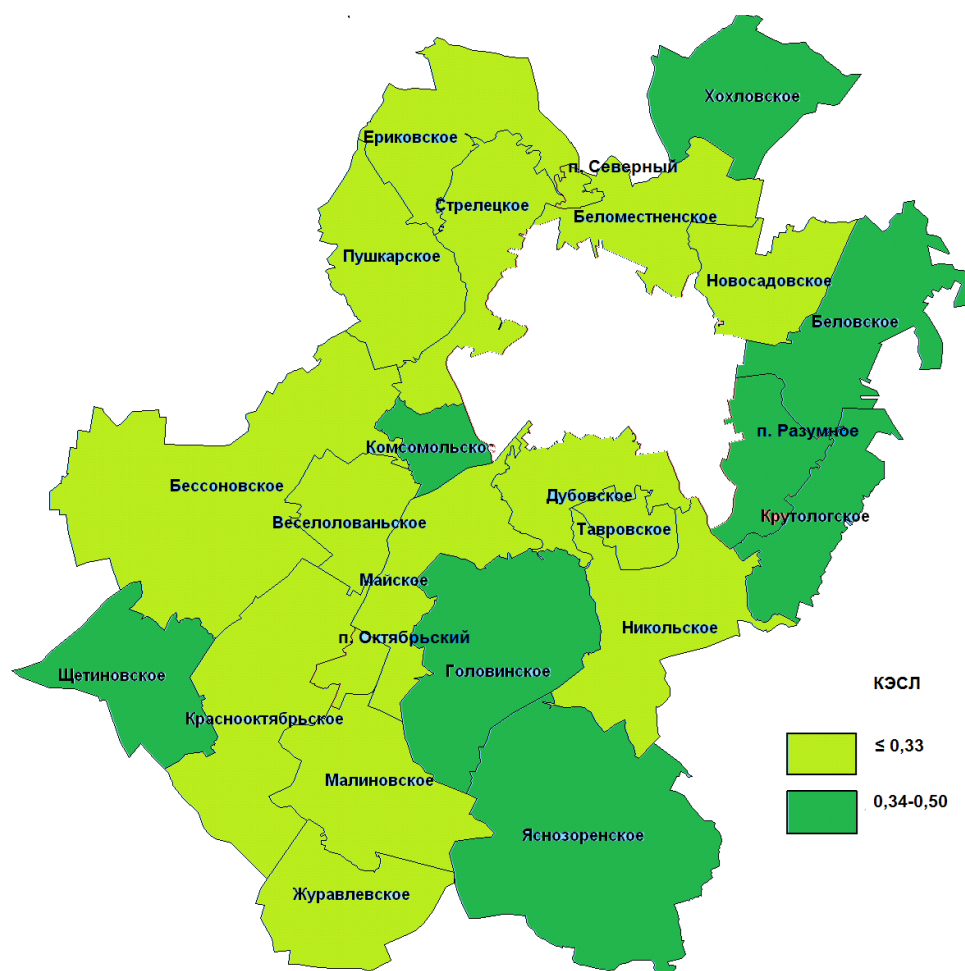 Хохловское
Ериковское
п. Северный
Стрелецкое
Беломестненское
Пушкарское
Новосадовское
Беловское
п. Разумное
Комсомольское
Бессоновское
Дубовское
Веселолованьское
Тавровское
Крутологское
Майское
Никольское
п. Октябрьский
Головинское
Щетиновское
КЭСЛ
Краснооктябрьское
≤ 0,33
Малиновское
0,34-0,50
Яснозоренское
Журавлевское